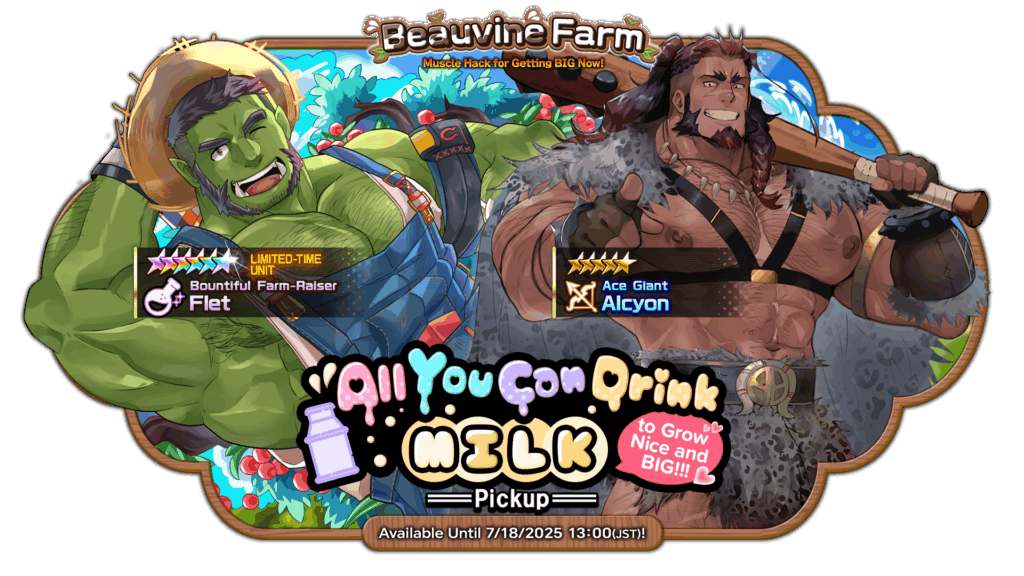 Beauvine Farm
Muscle Hack for Getting BIG Now!
LIMITED-TIME
UNIT
Bountiful Farm-Raiser
Flet
Ace Giant
Alcyon
All You Can Drink
MILK
to Grow
Nice and
BIG!!!
Pickup
Available Until 7/18/2025 13:00(JST)!